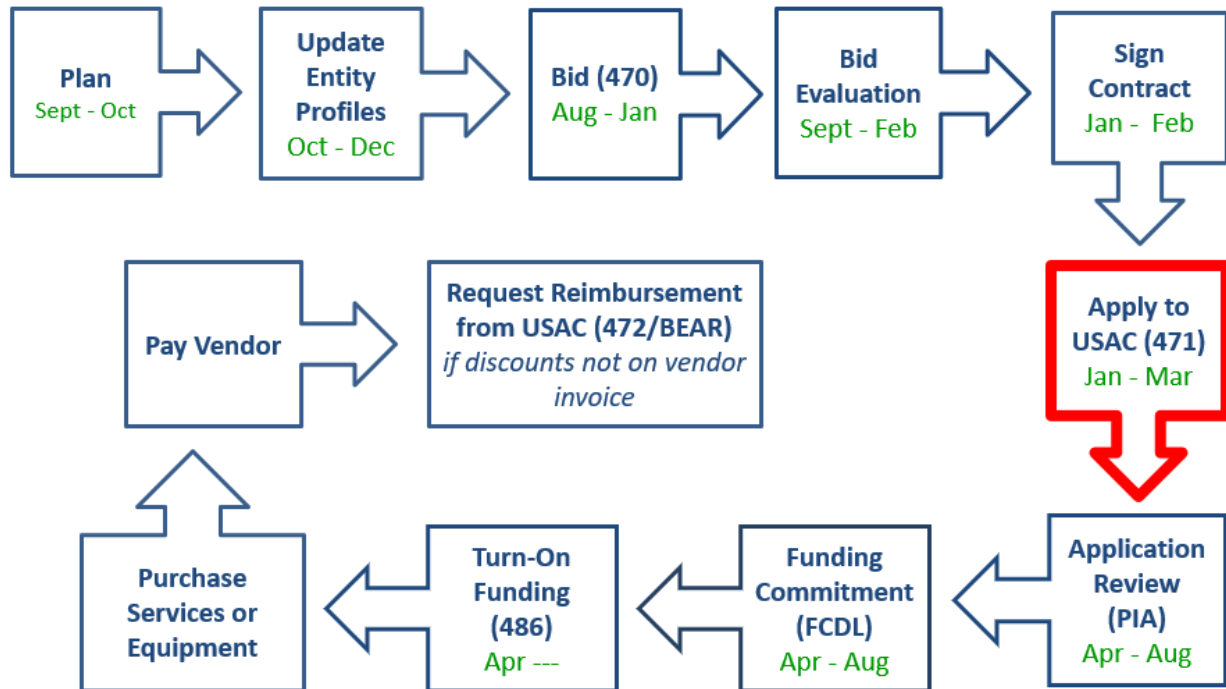 Plan
Sept - Oct
Update
Entity
Profiles
Oct - Dec
Bid (470)
Aug - Jan
Bid
Evaluation
Sept - Feb
Sign
Contract
Jan - Feb
Apply to
USAC (471)
Jan - Mar
Application
Review
(PIA)
Apr - Aug
Funding
Commitment
(FCDL)
Apr - Aug
Turn-On
Funding
(486)
Apr ---
Purchase
Services or
Equipment
Pay Vendor
Request Reimbursement
from USAC (472/BEAR)
if discounts not on vendor
invoice